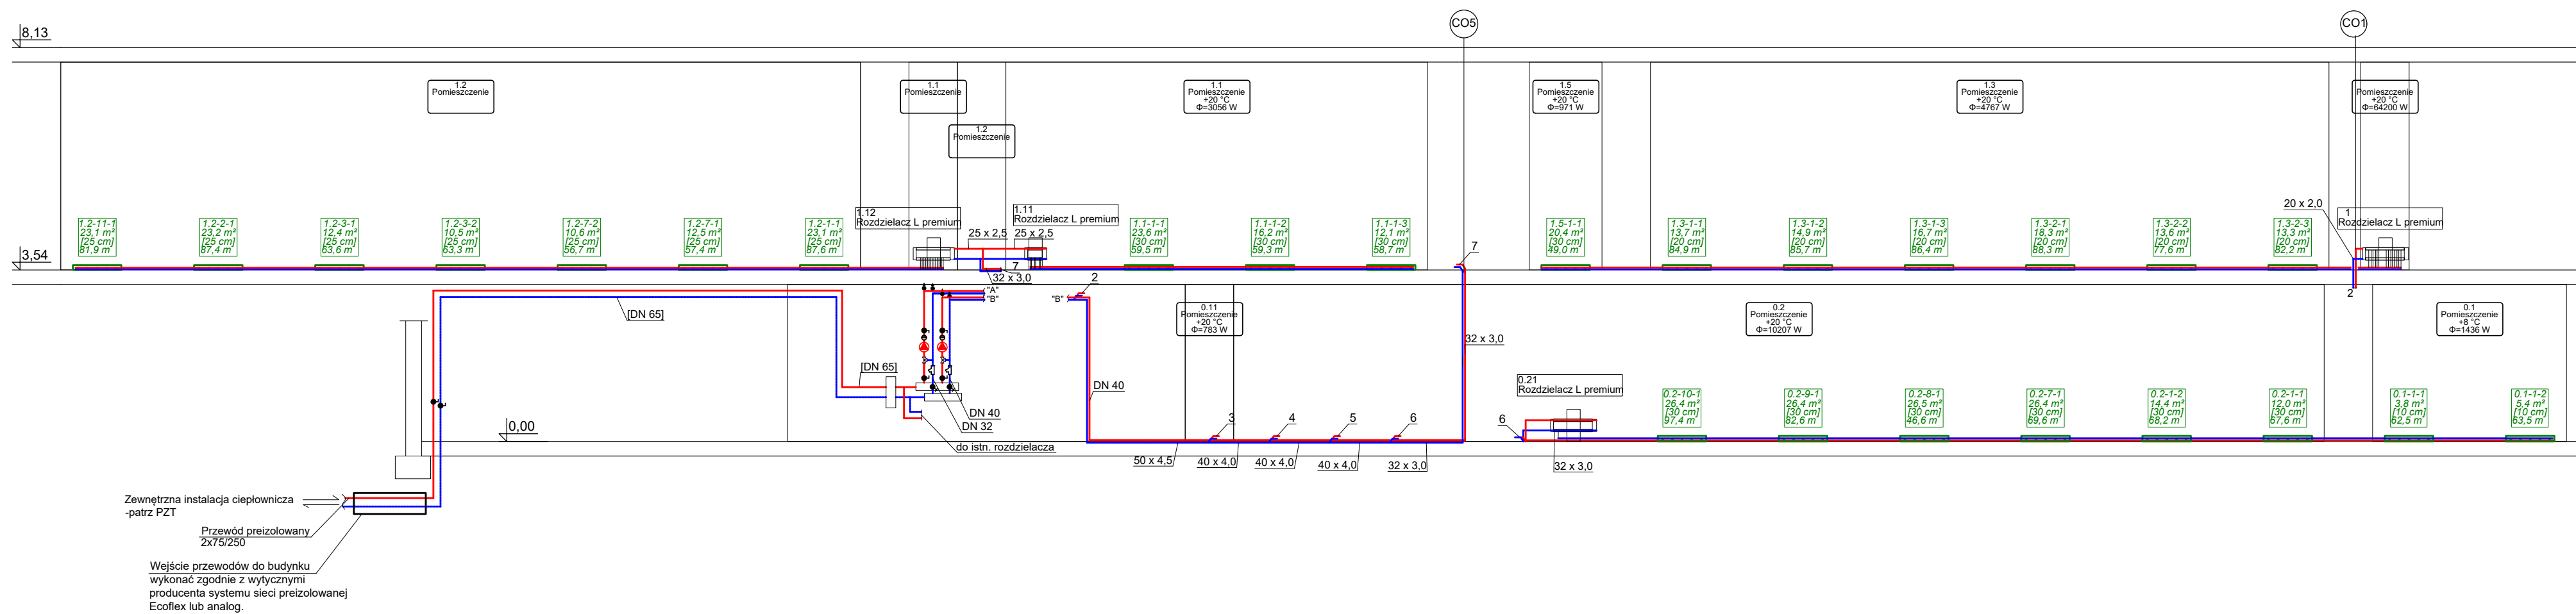 8,13
CO5
CO1
1.2
Pomieszczenie
1.1
Pomieszczenie
1.2
Pomieszczenie
1.1
Pomieszczenie
+20 °C
Φ=3056 W
1.5
Pomieszczenie
+20 °C
Φ=971 W
1.3
Pomieszczenie
+20 °C
Φ=4767 W
Pomieszczenie
+20 °C
Φ=64200 W
3,54
1.2-11-1
23,1 m²
[25 cm]
81,9 m
1.2-2-1
23,2 m²
[25 cm]
87,4 m
1.2-3-1
12,4 m²
[25 cm]
63,6 m
1.2-3-2
10,5 m²
[25 cm]
63,3 m
1.2-7-2
10,6 m²
[25 cm]
56,7 m
1.2-7-1
12,5 m²
[25 cm]
57,4 m
1.2-1-1
23,1 m²
[25 cm]
87,6 m
1.12
Rozdzielacz L premium
1.11
Rozdzielacz L premium
25 x 2,5
25 x 2,5
7
32 x 3,0
1.1-1-1
23,6 m²
[30 cm]
59,5 m
1.1-1-2
16,2 m²
[30 cm]
59,3 m
1.1-1-3
12,1 m²
[30 cm]
58,7 m
7
1.5-1-1
20,4 m²
[30 cm]
49,0 m
1.3-1-1
13,7 m²
[20 cm]
84,9 m
1.3-1-2
14,9 m²
[20 cm]
85,7 m
1.3-1-3
16,7 m²
[20 cm]
86,4 m
1.3-2-1
18,3 m²
[20 cm]
88,3 m
1.3-2-2
13,6 m²
[20 cm]
77,6 m
1.3-2-3
13,3 m²
[20 cm]
82,2 m
20 x 2,0
1
Rozdzielacz L premium
2
"A"
"B"
"B"
2
[DN 65]
[DN 65]
DN 40
DN 32
do istn. rozdzielacza
0,00
DN 40
0.11
Pomieszczenie
+20 °C
Φ=783 W
32 x 3,0
0.2
Pomieszczenie
+20 °C
Φ=10207 W
0.1
Pomieszczenie
+8 °C
Φ=1436 W
3
4
5
6
50 x 4,5
40 x 4,0
40 x 4,0
40 x 4,0
32 x 3,0
0.21
Rozdzielacz L premium
6
32 x 3,0
0.2-10-1
26,4 m²
[30 cm]
97,4 m
0.2-9-1
26,4 m²
[30 cm]
82,6 m
0.2-8-1
26,5 m²
[30 cm]
46,6 m
0.2-7-1
26,4 m²
[30 cm]
69,6 m
0.2-1-2
14,4 m²
[30 cm]
68,2 m
0.2-1-1
12,0 m²
[30 cm]
67,6 m
0.1-1-1
3,8 m²
[10 cm]
62,5 m
0.1-1-2
5,4 m²
[10 cm]
63,5 m
Zewnętrzna instalacja ciepłownicza
-patrz PZT
Przewód preizolowany
2x75/250
Wejście przewodów do budynku
wykonać zgodnie z wytycznymi
producenta systemu sieci preizolowanej
Ecoflex lub analog.